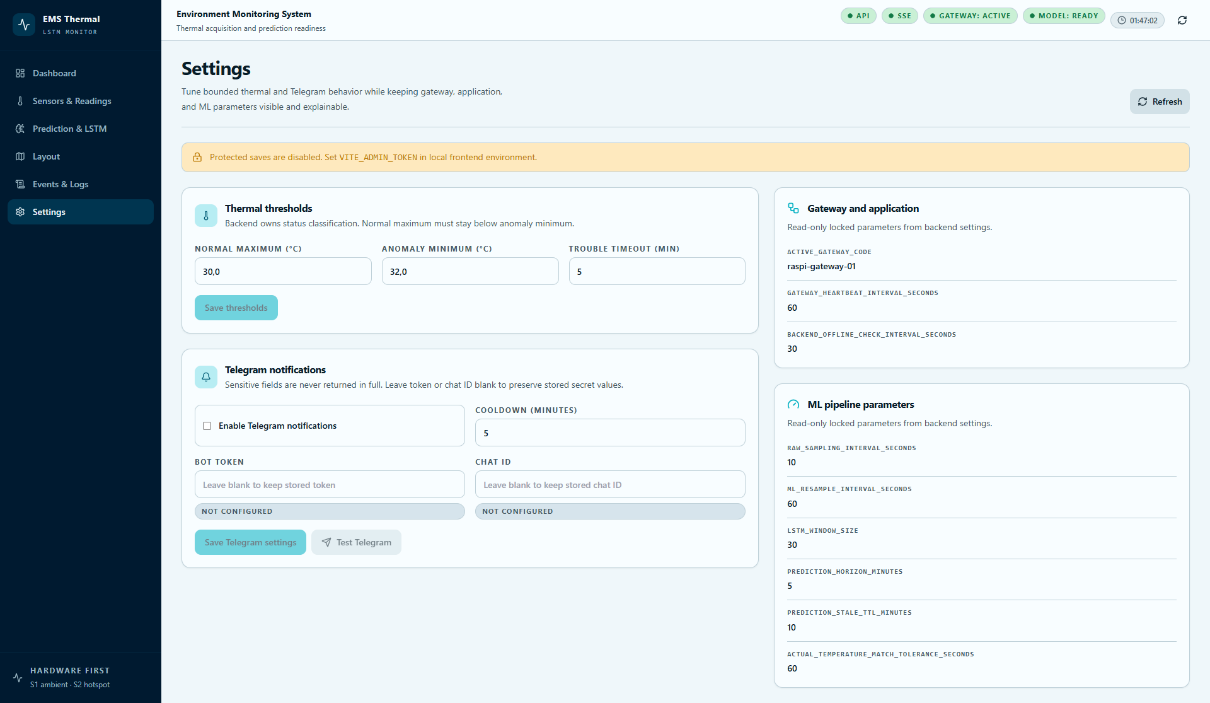 EMS Thermal
LSTM MONITOR
Dashboard
Sensors & Readings
Prediction & LSTM
Layout
Events & Logs
Settings
HARDWARE FIRST
S1 ambient · S2 hotspot
Environment Monitoring System
Thermal acquisition and prediction readiness
API
SSE
GATEWAY: ACTIVE
MODEL: READY
01:47:02
Settings
Tune bounded thermal and Telegram behavior while keeping gateway, application,
and ML parameters visible and explainable.
Refresh
Protected saves are disabled. Set VITE_ADMIN_TOKEN in local frontend environment.
Thermal thresholds
Backend owns status classification. Normal maximum must stay below anomaly minimum.
NORMAL MAXIMUM (°C)
30,0
ANOMALY MINIMUM (°C)
32,0
TROUBLE TIMEOUT (MIN)
5
Save thresholds
Telegram notifications
Sensitive fields are never returned in full. Leave token or chat ID blank to preserve stored secret values.
Enable Telegram notifications
COOLDOWN (MINUTES)
5
BOT TOKEN
Leave blank to keep stored token
NOT CONFIGURED
CHAT ID
Leave blank to keep stored chat ID
NOT CONFIGURED
Save Telegram settings
Test Telegram
Gateway and application
Read-only locked parameters from backend settings.
ACTIVE_GATEWAY_CODE
raspi-gateway-01
GATEWAY_HEARTBEAT_INTERVAL_SECONDS
60
BACKEND_OFFLINE_CHECK_INTERVAL_SECONDS
30
ML pipeline parameters
Read-only locked parameters from backend settings.
RAW_SAMPLING_INTERVAL_SECONDS
10
ML_RESAMPLE_INTERVAL_SECONDS
60
LSTM_WINDOW_SIZE
30
PREDICTION_HORIZON_MINUTES
5
PREDICTION_STALE_TTL_MINUTES
10
ACTUAL_TEMPERATURE_MATCH_TOLERANCE_SECONDS
60